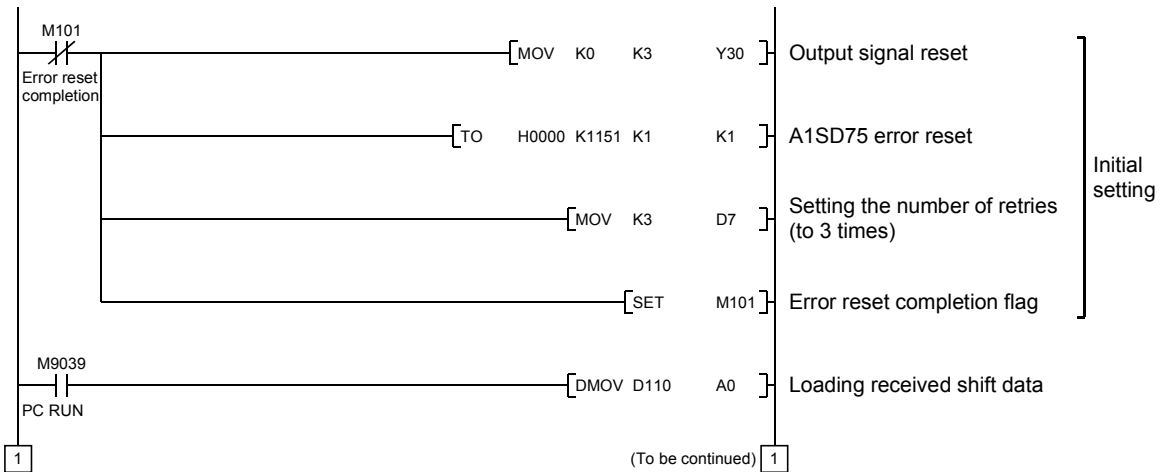 M101
Error reset
completion
MOV K0 K3 Y30 Output signal reset
TO H0000 K1151 K1 K1 A1SD75 error reset
MOV K3 D7 Setting the number of retries
(to 3 times)
SET M101 Error reset completion flag
Initial
setting
M9039
PC RUN
DMOV D110 A0 Loading received shift data
1 (To be continued) 1